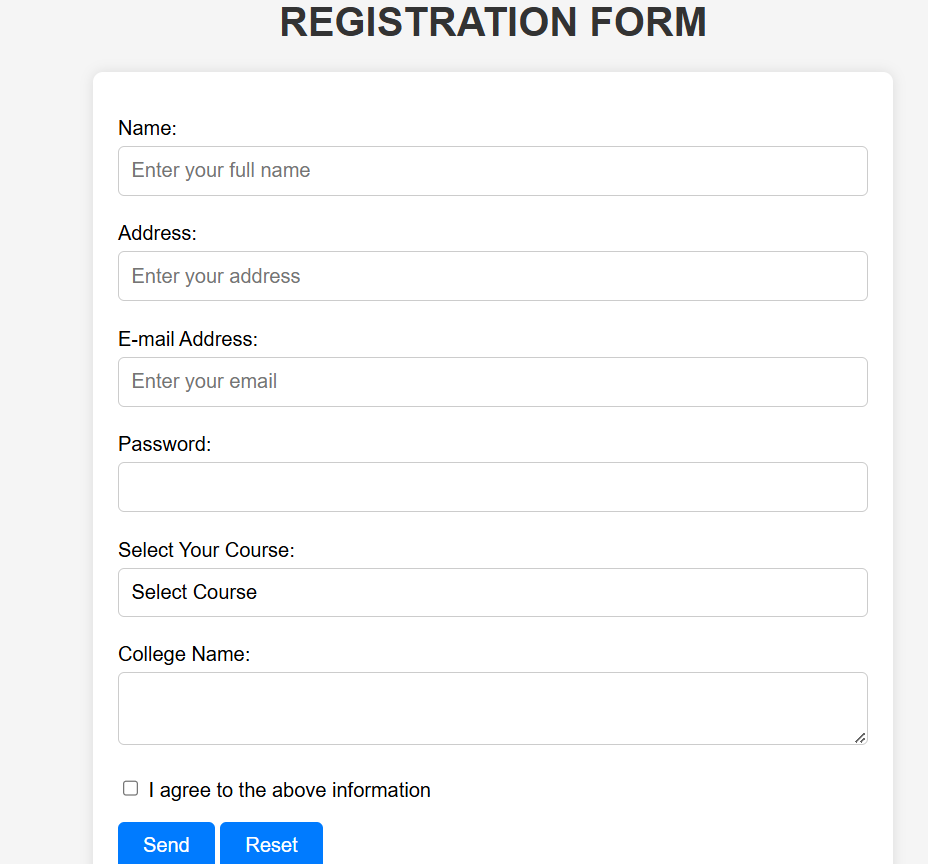 REGISTRATION FORM
Name:
Enter your full name
Address:
Enter your address
E-mail Address:
Enter your email
Password:
Select Your Course:
Select Course
College Name:
I agree to the above information
Send Reset